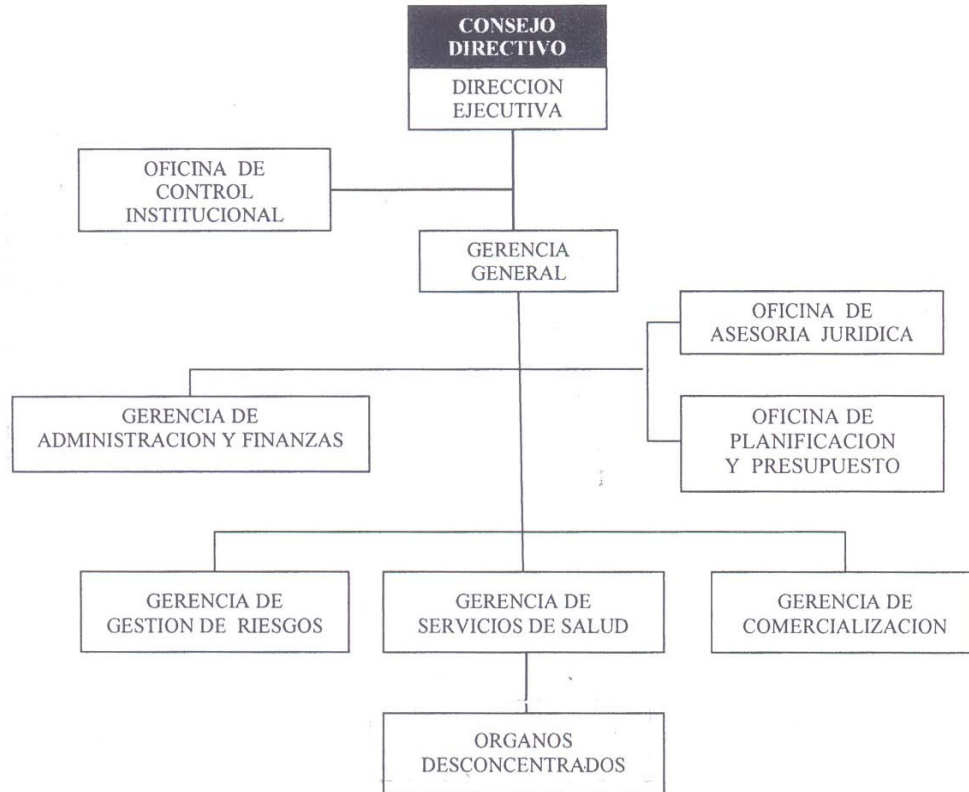 CONSEJO
DIRECTIVO
DIRECCION
EJECUTIVA
OFICINA DE
CONTROL
INSTITUCIONAL
GERENCIA
GENERAL
OFICINA DE
ASESORIA JURIDICA
GERENCIA DE
ADMINISTRACION Y FINANZAS
OFICINA DE
PLANIFICACION
Y PRESUPUESTO
GERENCIA DE
GESTION DE RIESGOS
GERENCIA DE
SERVICIOS DE SALUD
GERENCIA DE
COMERCIALIZACION
ORGANOS
DESCONCENTRADOS